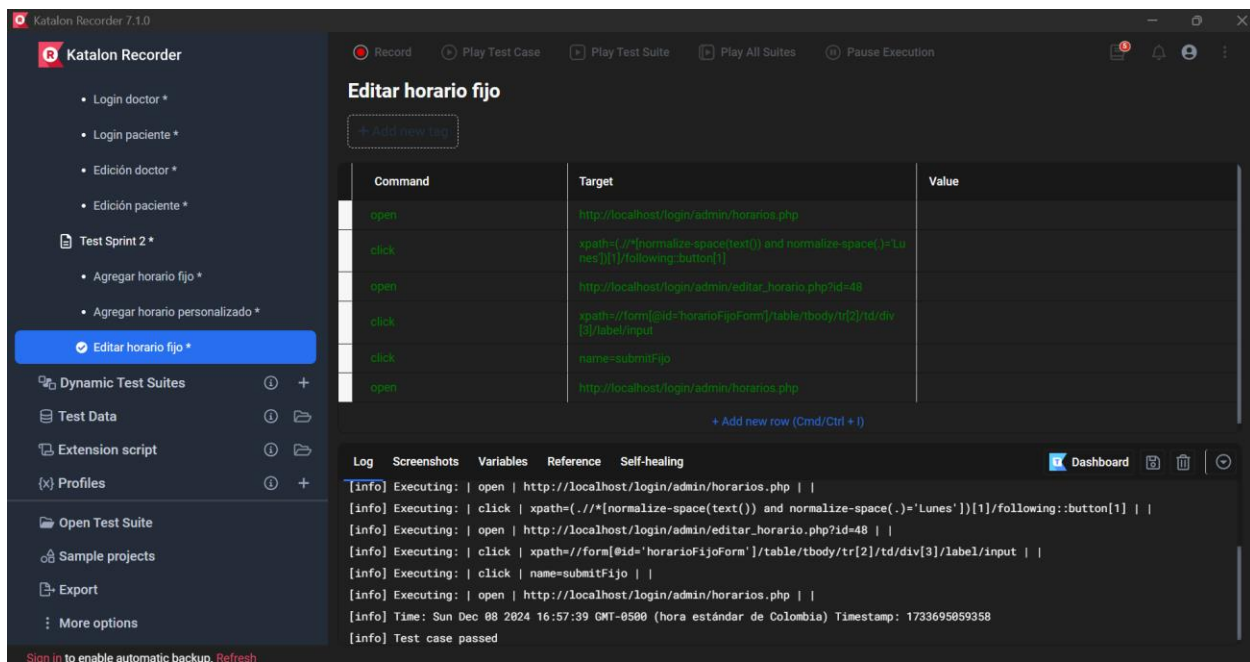 Katalon Recorder 7.1.0
Katalon Recorder
Login doctor *
Login paciente *
Edición doctor *
Edición paciente *
Test Sprint 2 *
Agregar horario fijo *
Agregar horario personalizado *
Editar horario fijo *
Dynamic Test Suites
Test Data
Extension script
{x} Profiles
Open Test Suite
Sample projects
Export
More options
Sign in to enable automatic backup. Refresh
Record Play Test Case Play Test Suite Play All Suites Pause Execution
Editar horario fijo
+ Add new tag
Command Target Value
open http://localhost/login/admin/horarios.php
click xpath=(.//*[normalize-space(text()) and normalize-space(.)='Lu
nes'])[1]/following::button[1]
open http://localhost/login/admin/editar_horario.php?id=48
click xpath=//form[@id='horarioFijoForm']/table/tbody/tr[2]/td/div
[3]/label/input
click name=submitFijo
open http://localhost/login/admin/horarios.php
+ Add new row (Cmd/Ctrl + I)
Log Screenshots Variables Reference Self-healing Dashboard
[info] Executing: | open | http://localhost/login/admin/horarios.php | |
[info] Executing: | click | xpath=(.//*[normalize-space(text()) and normalize-space(.)='Lunes'])[1]/following::button[1] | |
[info] Executing: | open | http://localhost/login/admin/editar_horario.php?id=48 | |
[info] Executing: | click | xpath=//form[@id='horarioFijoForm']/table/tbody/tr[2]/td/div[3]/label/input | |
[info] Executing: | click | name=submitFijo | |
[info] Executing: | open | http://localhost/login/admin/horarios.php | |
[info] Time: Sun Dec 08 2024 16:57:39 GMT-0500 (hora estándar de Colombia) Timestamp: 1733695059358
[info] Test case passed